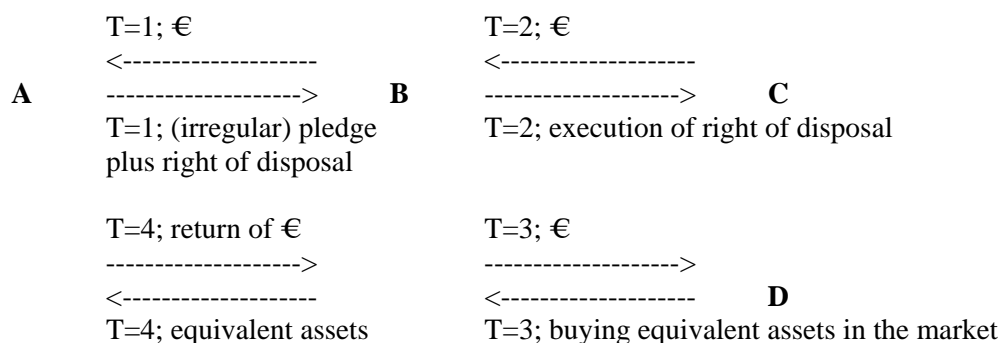 T=1; € T=2; €
<-------------------- <--------------------
A --------------------> B --------------------> C
T=1; (irregular) pledge T=2; execution of right of disposal
plus right of disposal
T=4; return of € T=3; €
--------------------> -------------------->
<-------------------- <-------------------- D
T=4; equivalent assets T=3; buying equivalent assets in the market